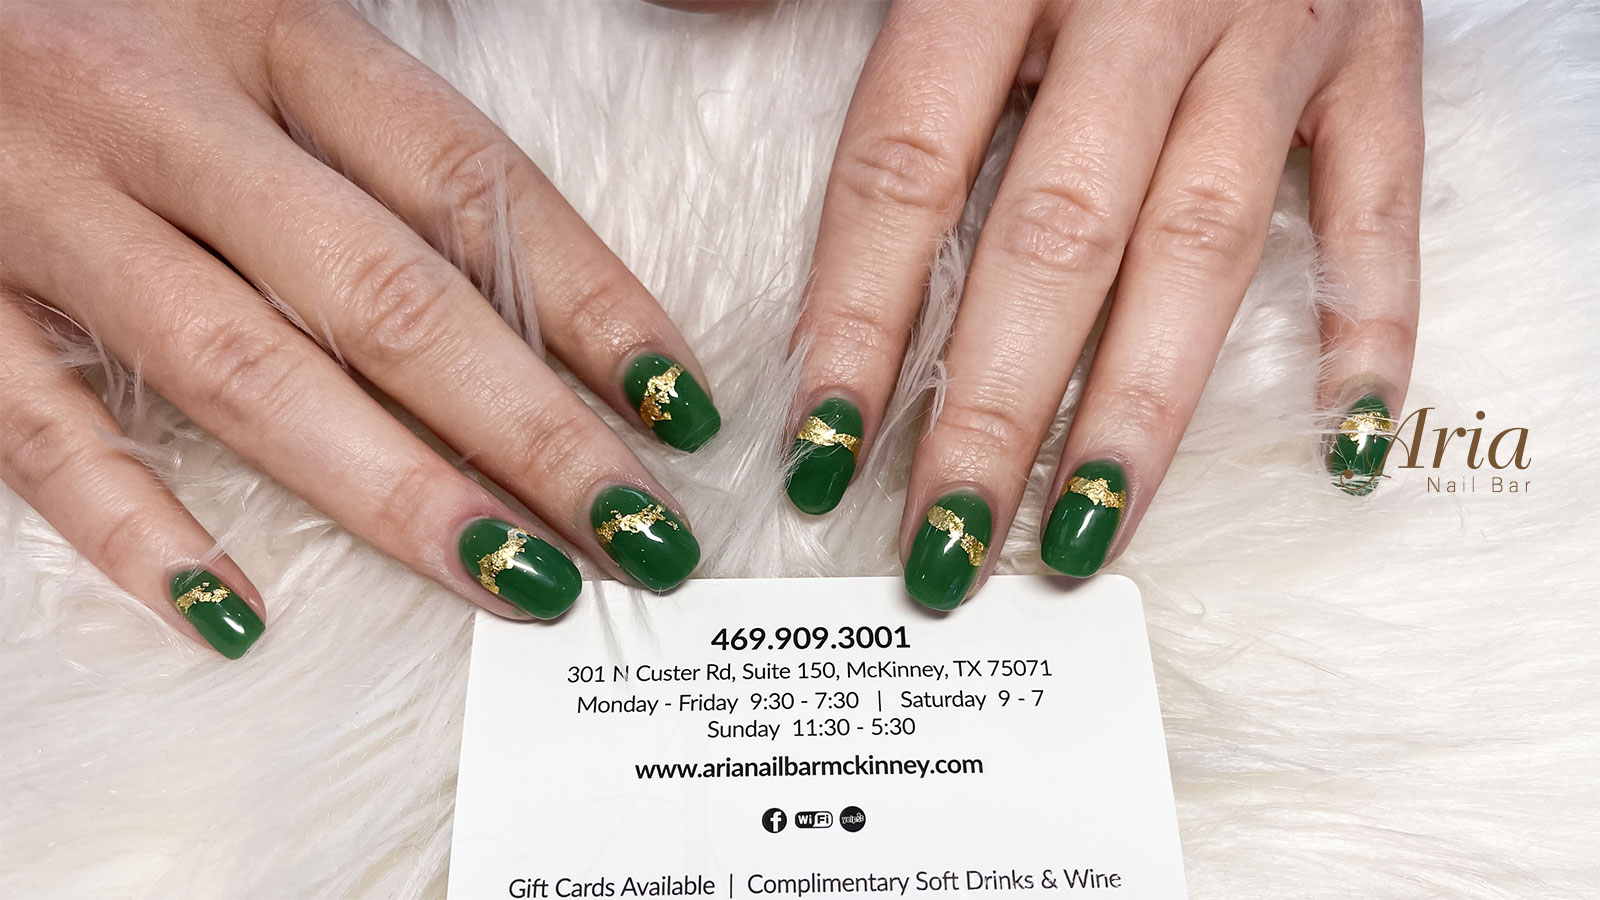 Aria
Nail Bar
469.909.3001
301 N Custer Rd, Suite 150, McKinney, TX 75071
Monday - Friday 9:30 - 7:30 | Saturday 9 - 7
Sunday 11:30 - 5:30
www.arianailbarmckinney.com
f WiFi yelp
Gift Cards Available | Complimentary Soft Drinks & Wine